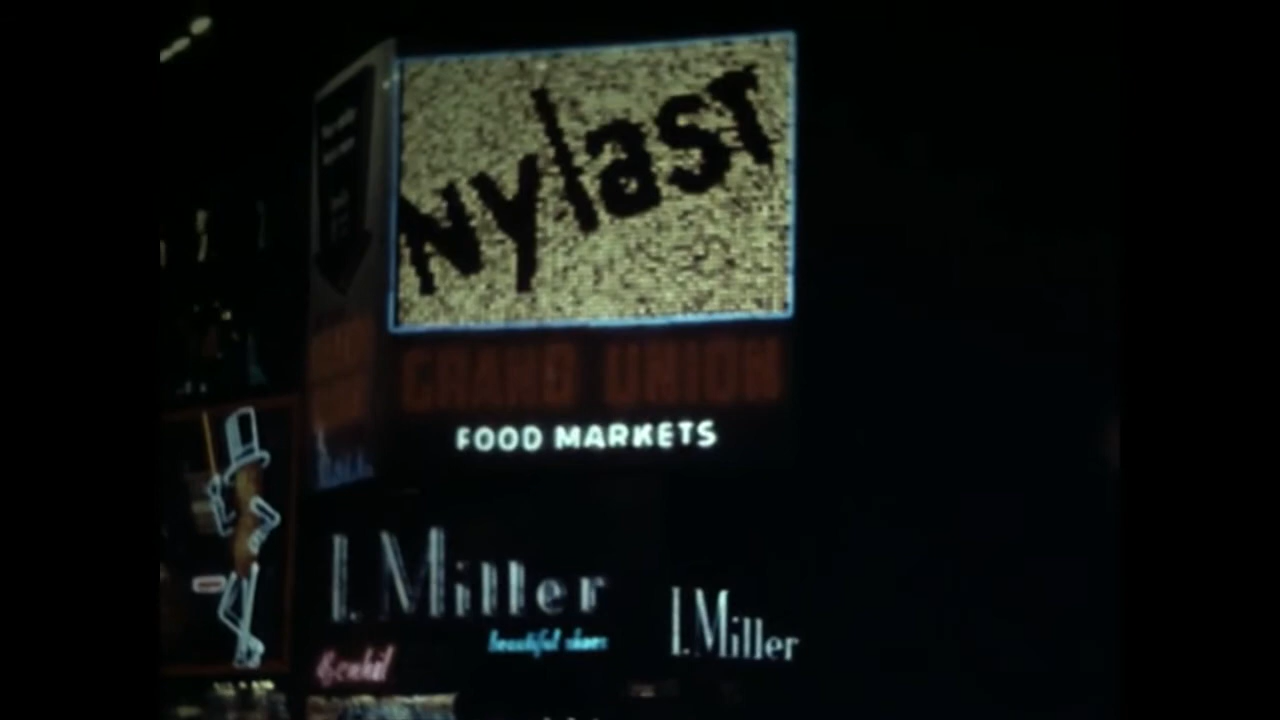 Nylast
GRAND UNION
FOOD MARKETS
I. Miller
beautiful shoes
I. Miller